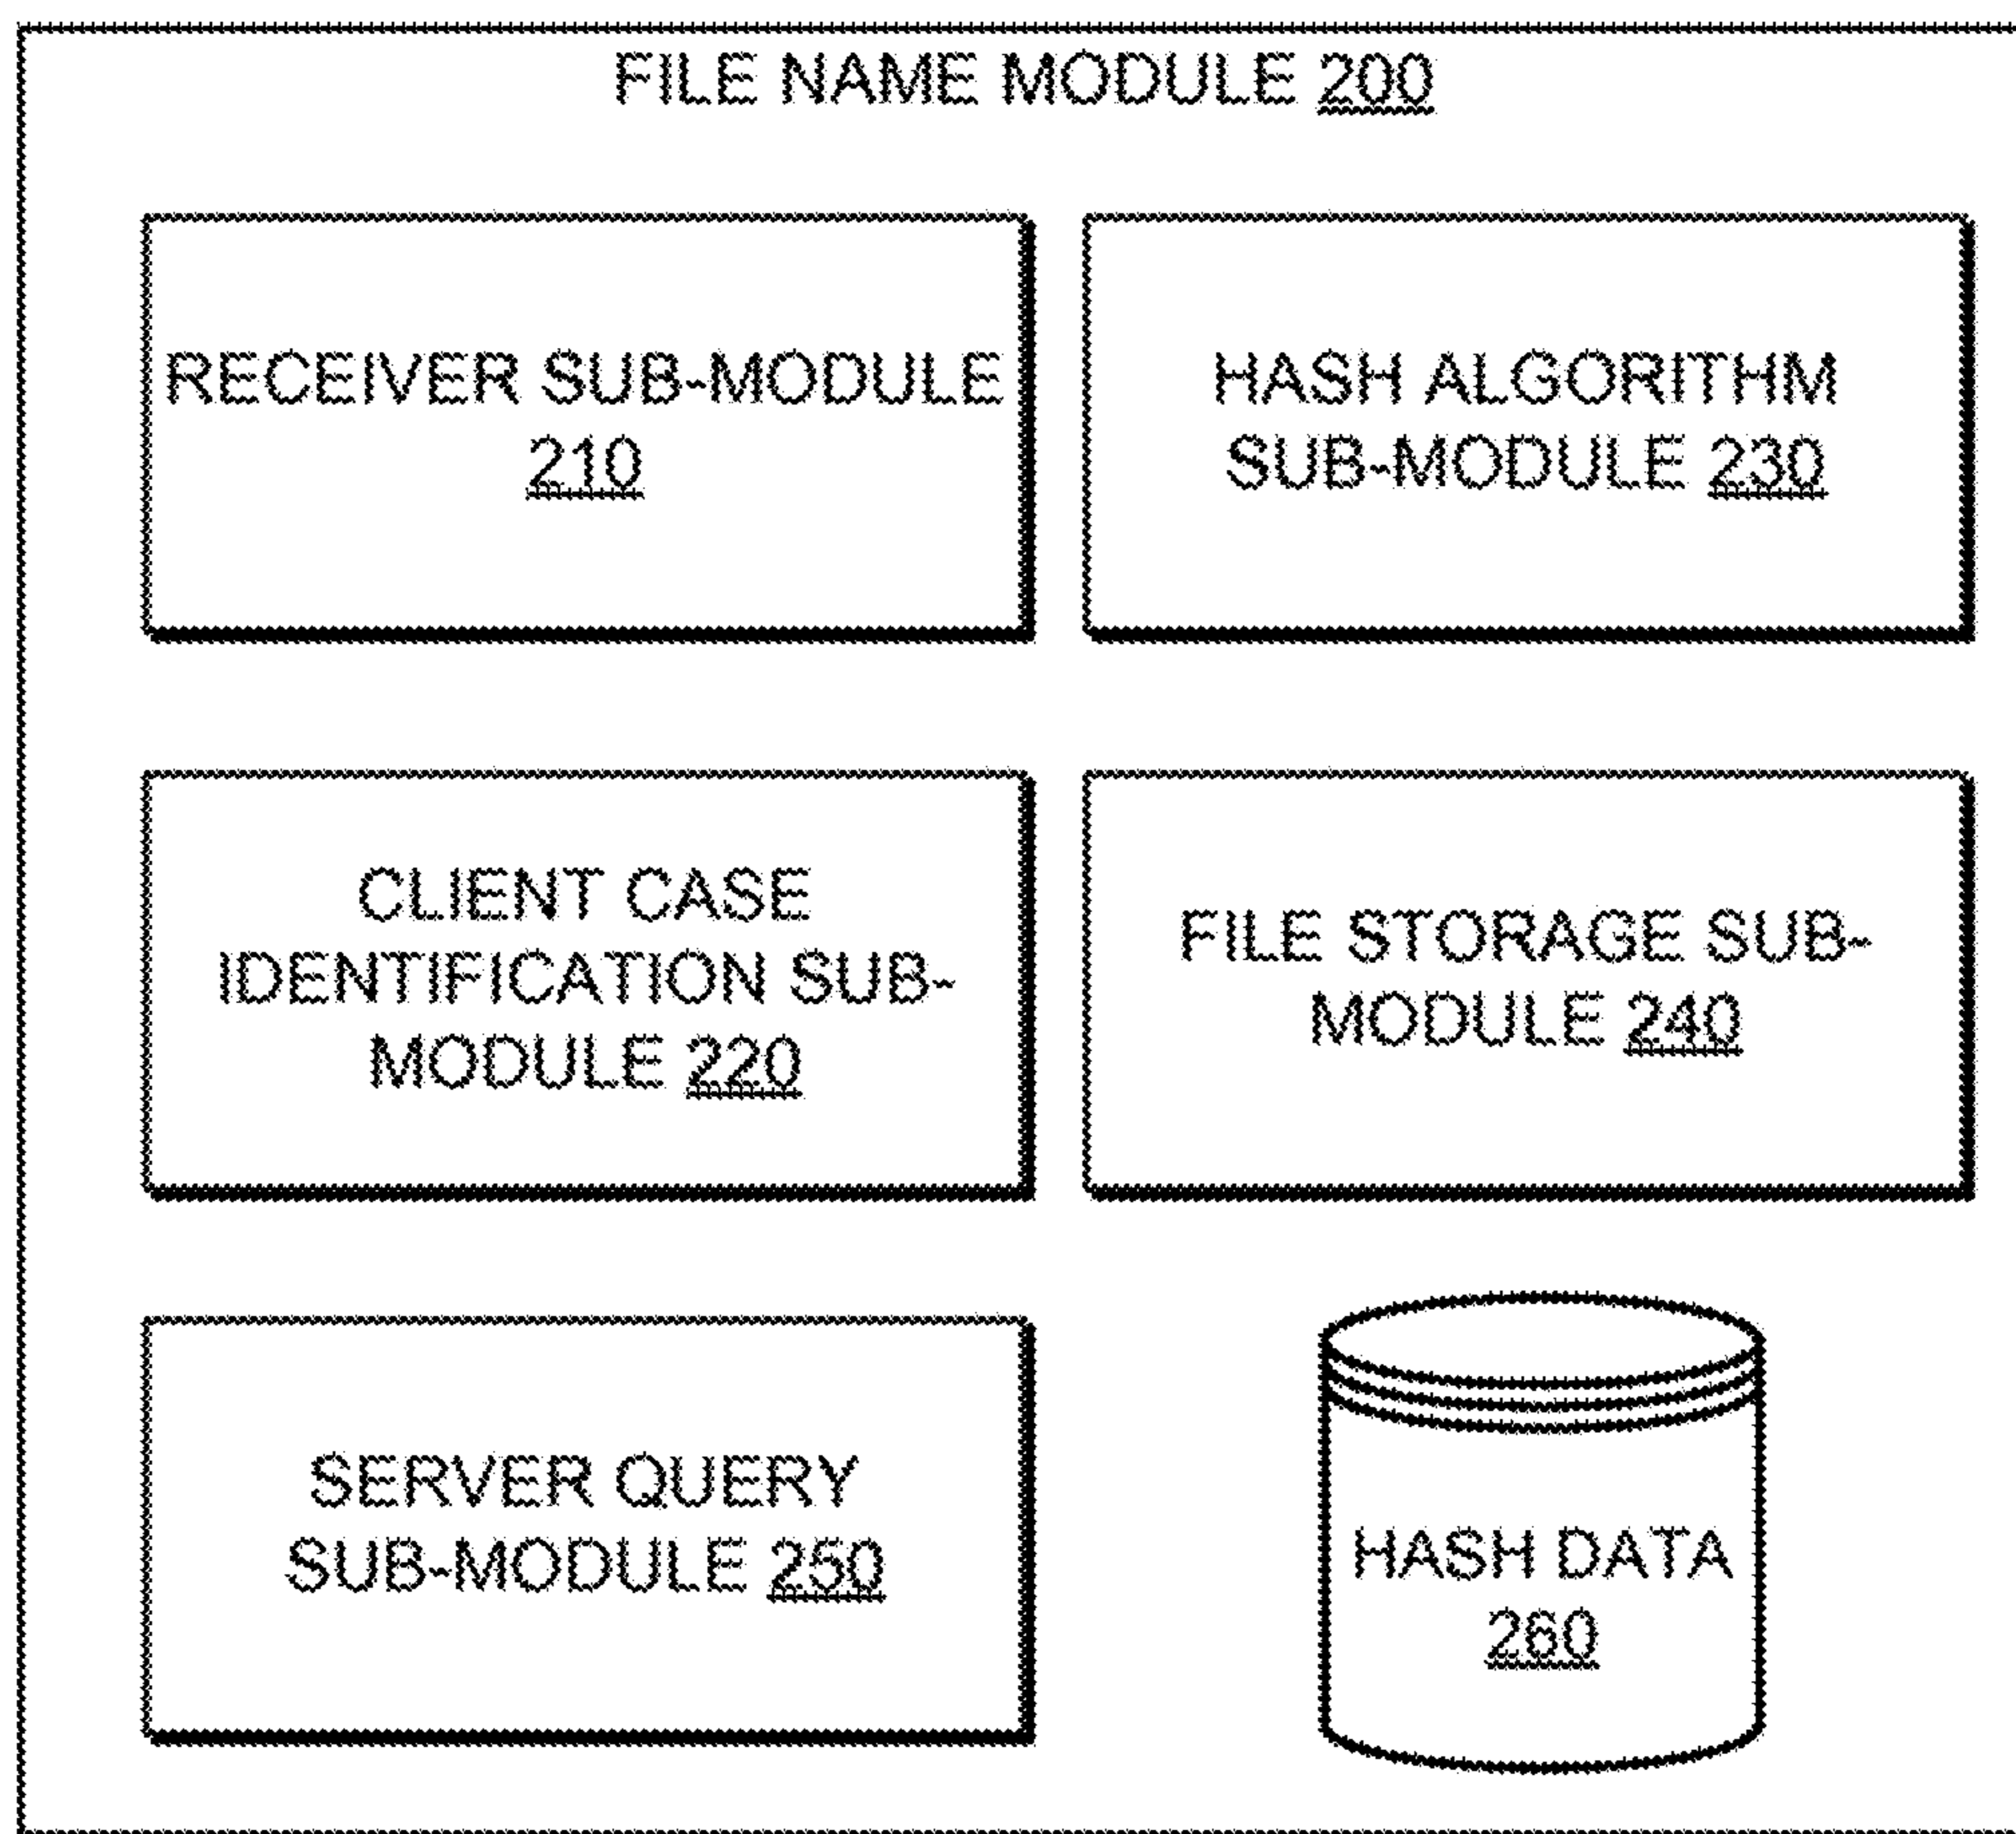 FILE NAME MODULE 200
RECEIVER SUB-MODULE
210
HASH ALGORITHM
SUB-MODULE 230
CLIENT CASE
IDENTIFICATION SUB-
MODULE 220
FILE STORAGE SUB-
MODULE 240
SERVER QUERY
SUB-MODULE 250
HASH DATA
260